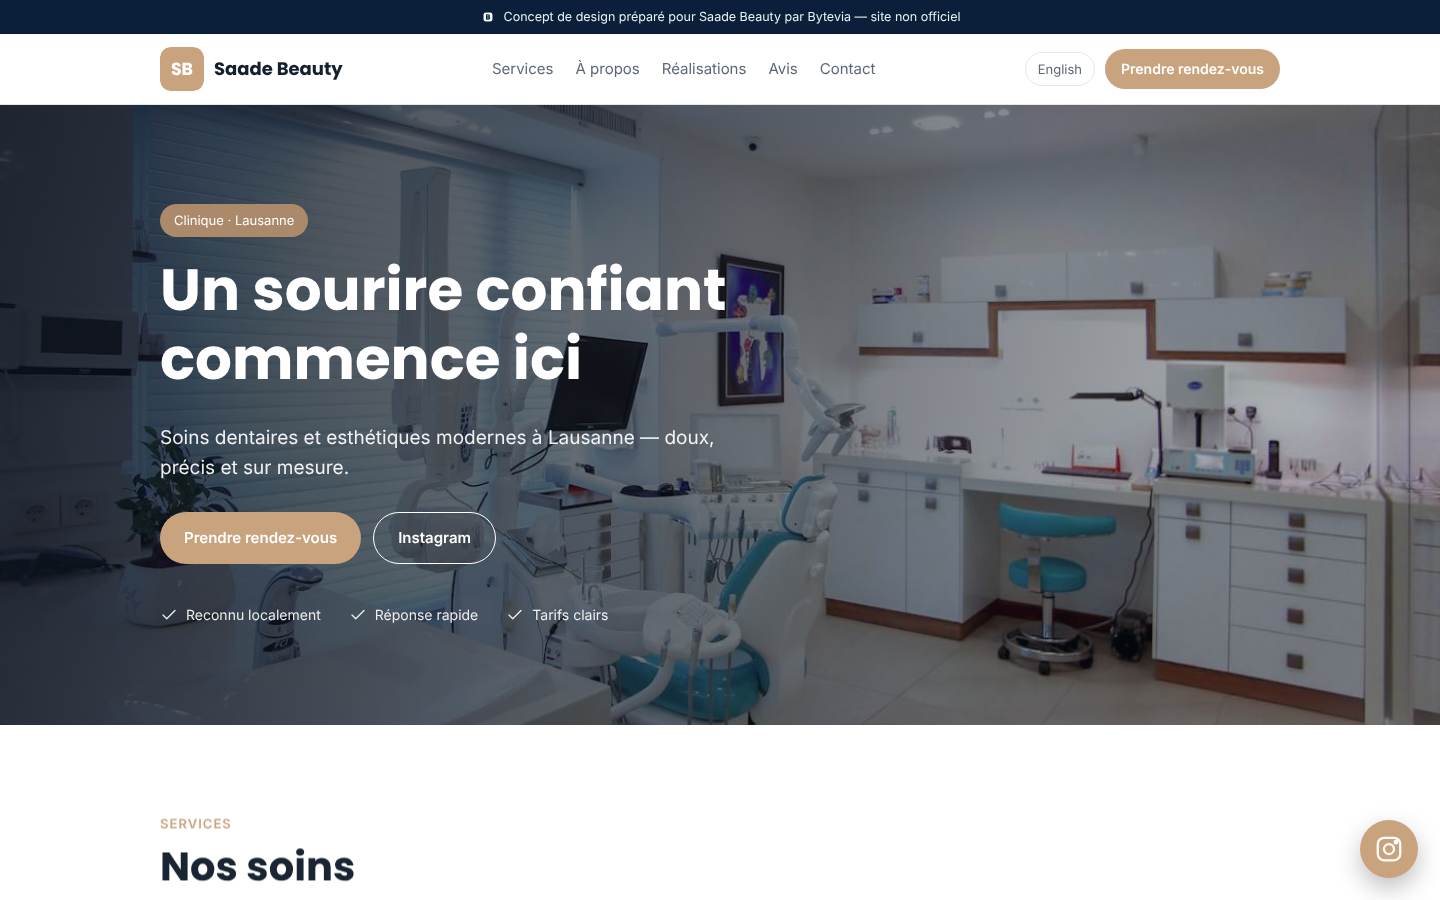 Concept de design préparé pour Saade Beauty par Bytevia — site non officiel
SB
Saade Beauty
Services
À propos
Réalisations
Avis
Contact
English
Prendre rendez-vous
Clinique · Lausanne
Un sourire confiant
commence ici
Soins dentaires et esthétiques modernes à Lausanne — doux,
précis et sur mesure.
Prendre rendez-vous
Instagram
Reconnu localement
Réponse rapide
Tarifs clairs
SERVICES
Nos soins